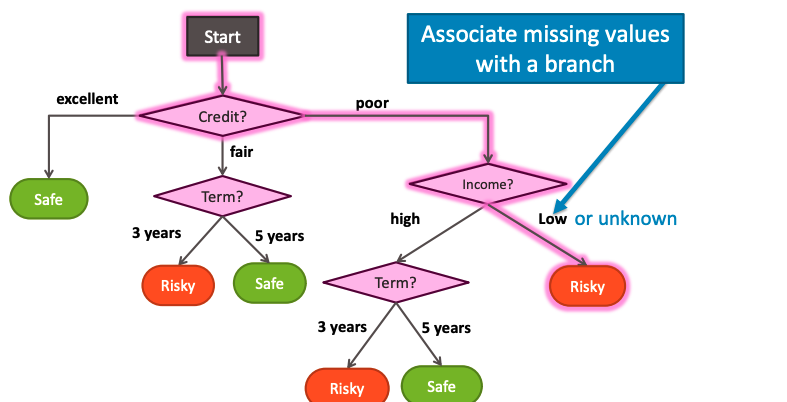 Start
Associate missing values
with a branch
excellent
poor
Credit?
fair
Safe
Term?
Income?
3 years
5 years
high
Low or unknown
Risky
Safe
Term?
Risky
3 years
5 years
Risky
Safe